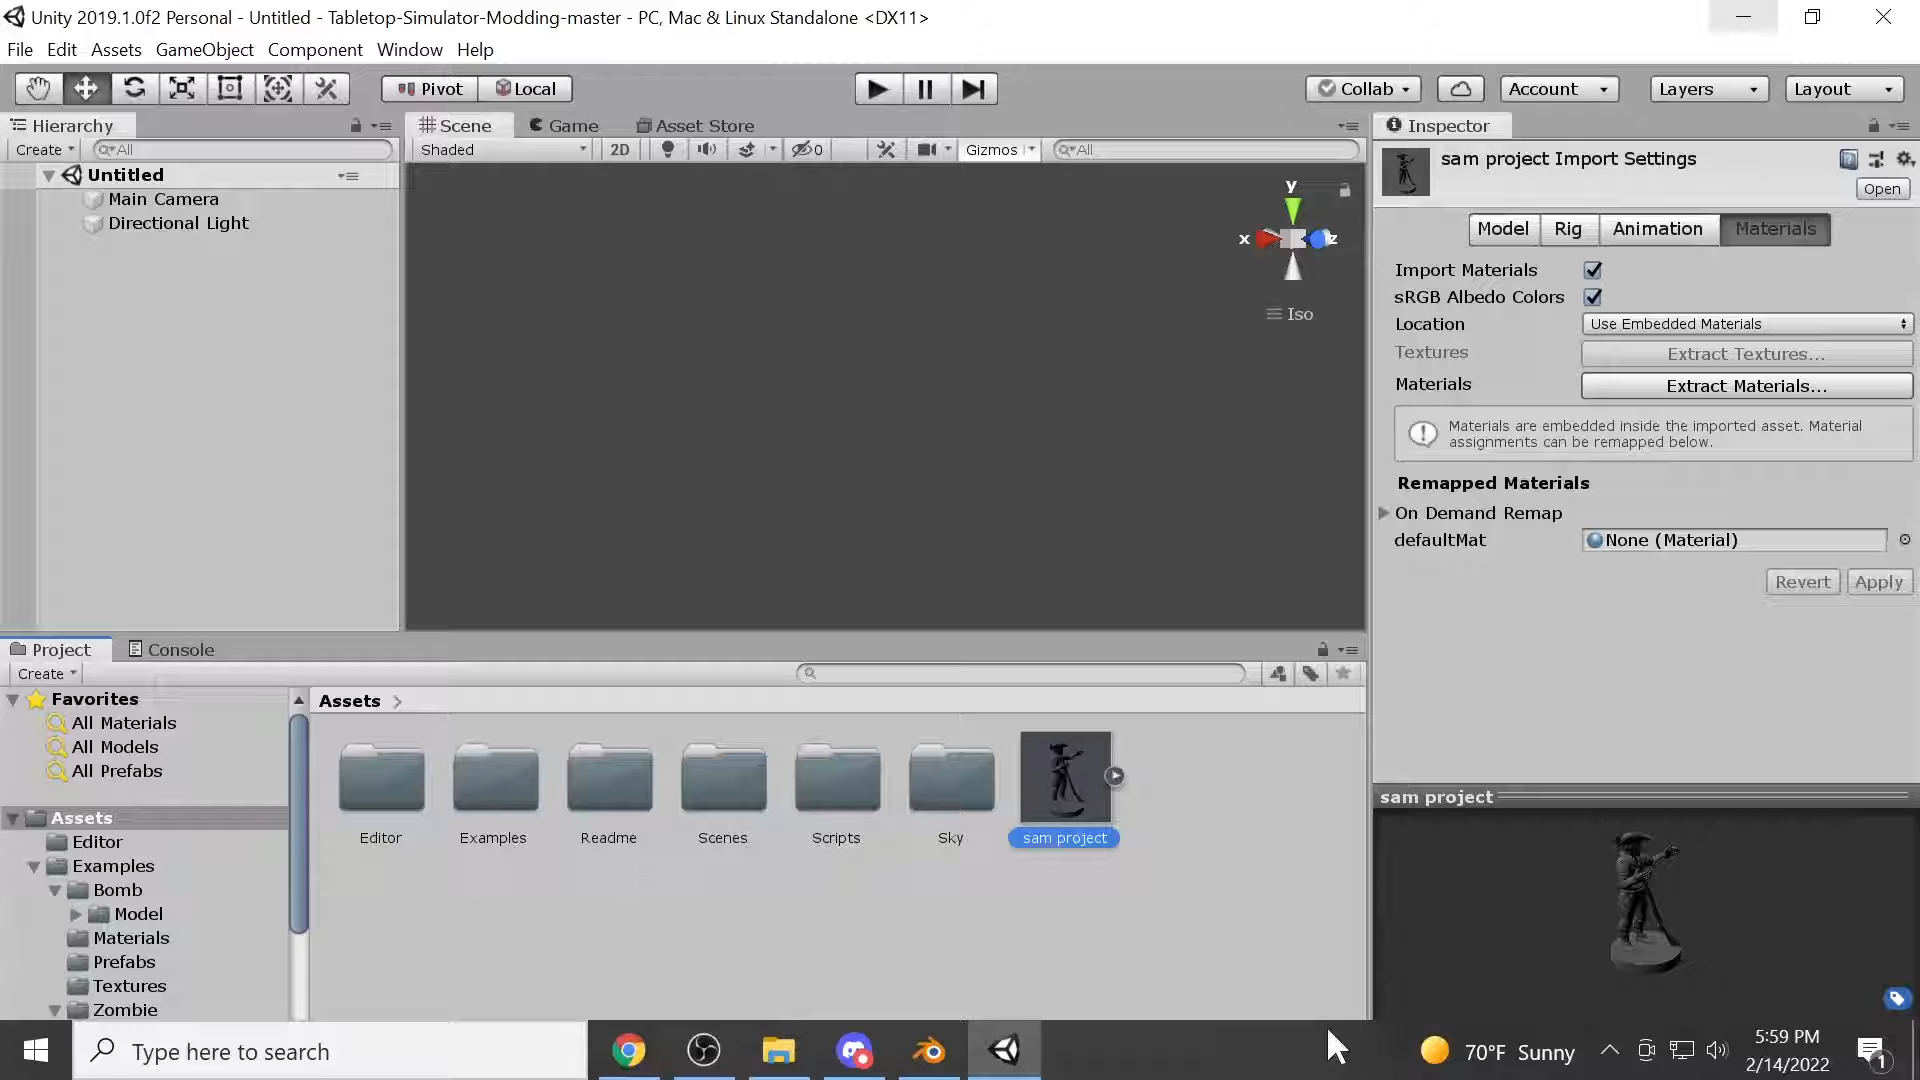 Unity 2019.1.0f2 Personal - Untitled - Tabletop-Simulator-Modding-master - PC, Mac & Linux Standalone <DX11>
File Edit Assets GameObject Component Window Help
Pivot Local Collab Account Layers Layout
Hierarchy
Create All
Untitled
Main Camera
Directional Light
Scene Game Asset Store
Shaded 2D 0 Gizmos All
y
x z
Iso
Inspector
sam project Import Settings
Open
Model Rig Animation Materials
Import Materials
sRGB Albedo Colors
Location Use Embedded Materials
Textures Extract Textures...
Materials Extract Materials...
Materials are embedded inside the imported asset. Material
assignments can be remapped below.
Remapped Materials
On Demand Remap
defaultMat None (Material)
Revert Apply
Project Console
Create
Favorites
All Materials
All Models
All Prefabs
Assets
Editor
Examples
Bomb
Model
Materials
Prefabs
Textures
Zombie
Assets
Editor Examples Readme Scenes Scripts Sky sam project
sam project
Type here to search
70°F Sunny
5:59 PM
2/14/2022
1